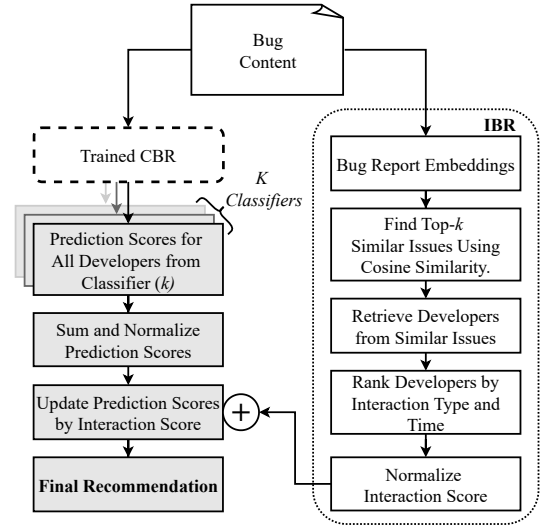 Bug
Content
Trained CBR
K
Classifiers
Prediction Scores for
All Developers from
Classifier (k)
Sum and Normalize
Prediction Scores
Update Prediction Scores
by Interaction Score
+
Final Recommendation
IBR
Bug Report Embeddings
Find Top-k
Similar Issues Using
Cosine Similarity.
Retrieve Developers
from Similar Issues
Rank Developers by
Interaction Type and
Time
Normalize
Interaction Score